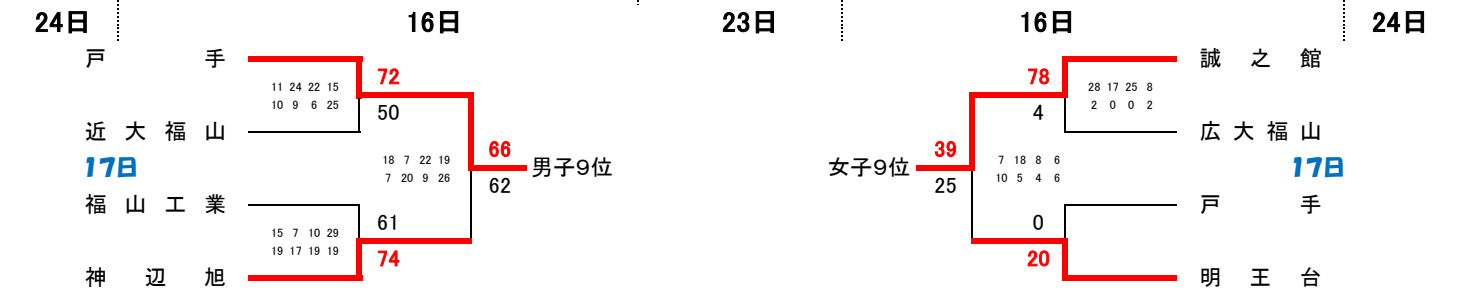 24日 16日 23日 16日 24日
戸手 誠之館
72 78
11 24 22 15 28 17 25 8
10 9 6 25 2 0 0 2
50 4
近大福山 広大福山
66 39
18 7 22 19 7 18 8 6
17日 男子9位 女子9位 17日
7 20 9 26 10 5 4 6
62 25
福山工業 戸手
61 0
15 7 10 29
19 17 19 19
74 20
神辺旭 明王台